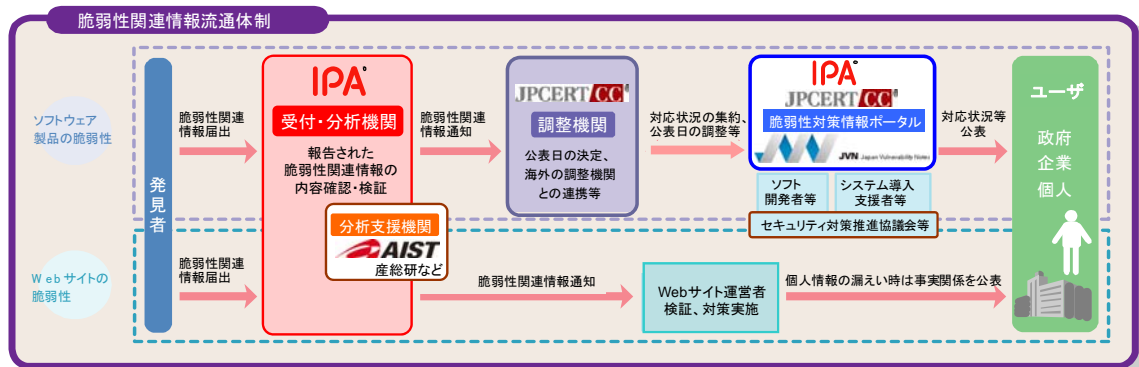 脆弱性関連情報流通体制
ソフトウェア
製品の脆弱性
発見者
脆弱性関連
情報届出
IPA
受付・分析機関
報告された
脆弱性関連情報の
内容確認・検証
分析支援機関
AIST
産総研など
脆弱性関連
情報通知
JPCERT CC
調整機関
公表日の決定、
海外の調整機関
との連携等
対応状況の集約、
公表日の調整等
IPA
JPCERT CC
脆弱性対策情報ポータル
JVN Japan Vulnerability Notes
ソフト
開発者等
システム導入
支援者等
セキュリティ対策推進協議会等
対応状況等
公表
ユーザ
政府
企業
個人
Webサイトの
脆弱性
脆弱性関連
情報届出
脆弱性関連情報通知
Webサイト運営者
検証、対策実施
個人情報の漏えい時は事実関係を公表